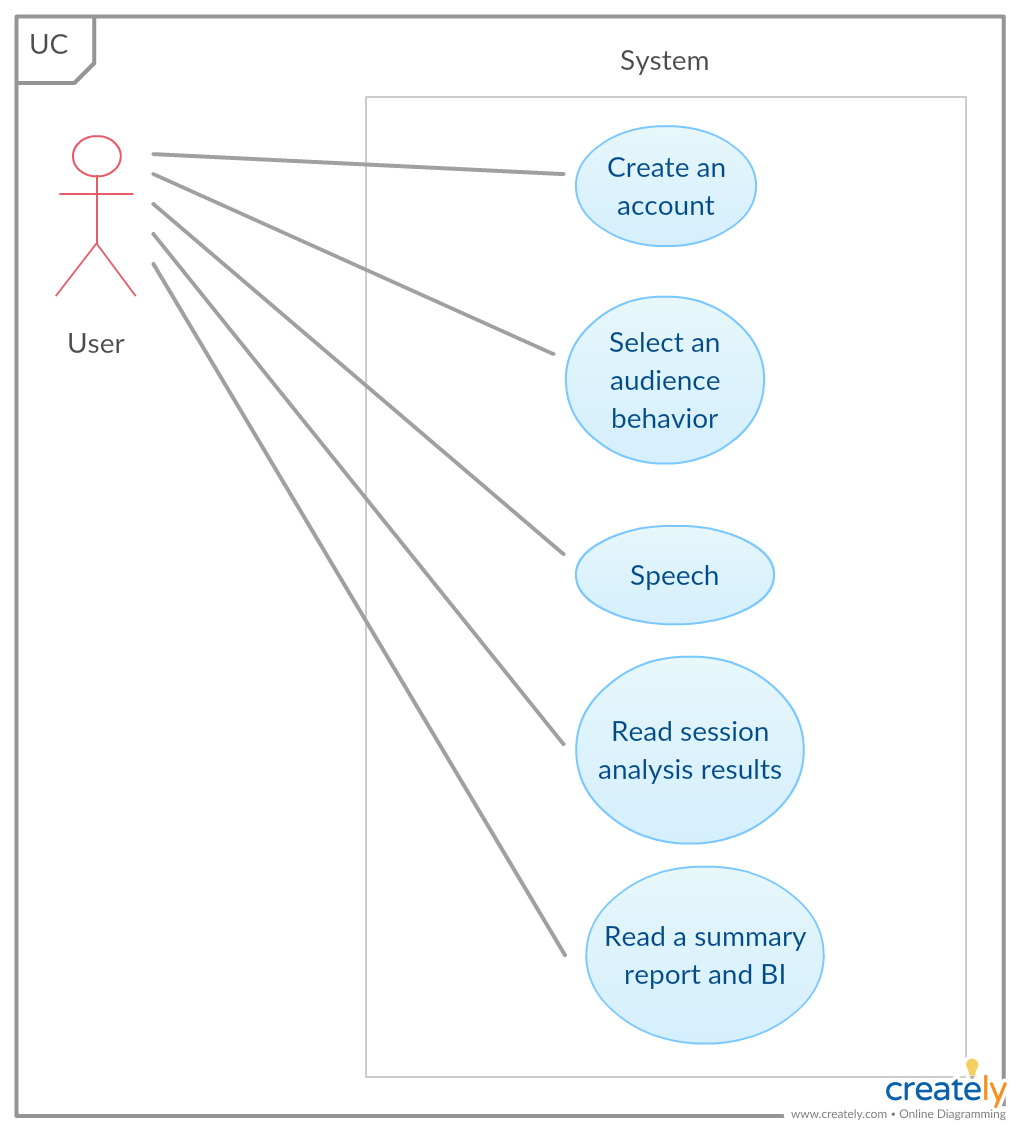 UC
System
Create an
account
User
Select an
audience
behavior
Speech
Read session
analysis results
Read a summary
report and BI
creately
www.creately.com • Online Diagramming